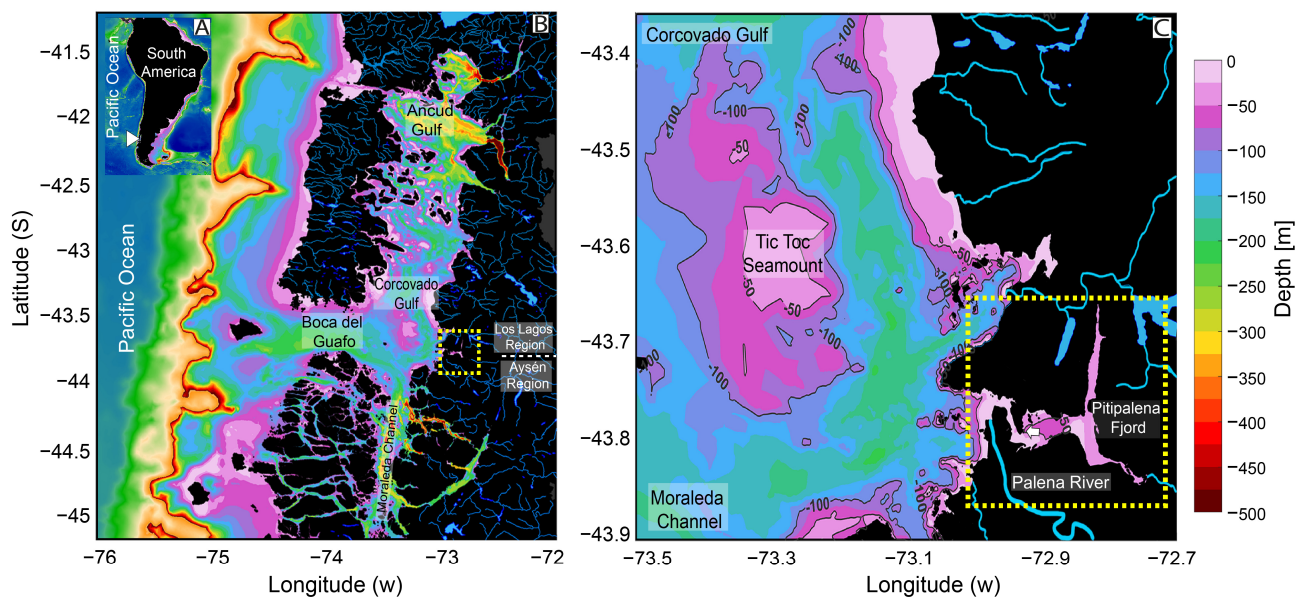 A
B
C
South
America
Pacific Ocean
Pacific Ocean
Ancud
Gulf
Corcovado
Gulf
Boca del
Guafo
Los Lagos
Region
Aysén
Region
Moraleda Channel
Latitude (S)
−41.5
−42
−42.5
−43
−43.5
−44
−44.5
−45
−76
−75
−74
−73
−72
Longitude (w)
Corcovado Gulf
-100
-100
-100
-100
-100
-50
Tic Toc
Seamount
-50
-50
-50
-100
-100
-100
-100
-100
Pitipalena
Fjord
Palena River
Moraleda
Channel
-100
-100
−43.4
−43.5
−43.6
−43.7
−43.8
−43.9
−73.5
−73.3
−73.1
−72.9
−72.7
Longitude (w)
0
−50
−100
−150
−200
−250
−300
−350
−400
−450
−500
Depth [m]